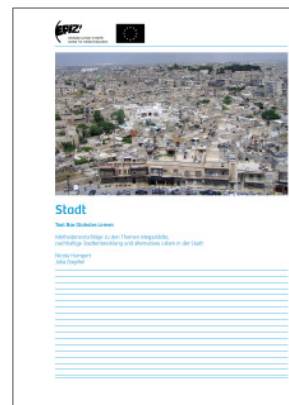 EPIZ
Stadt
Text Box Globales Lernen
Methodenvorschläge zu den Themen Megastädte,
nachhaltige Stadtentwicklung und alternatives Leben in der Stadt
Nicola Humpert
Julia Zoephel